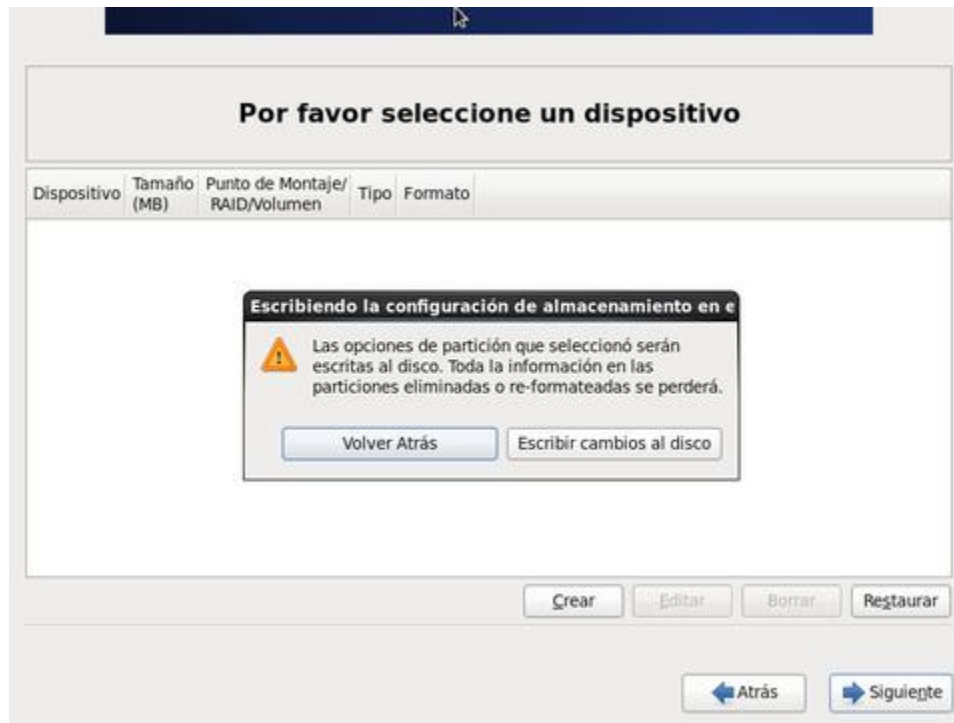 Por favor seleccione un dispositivo
Dispositivo Tamaño (MB) Punto de Montaje/ RAID/Volumen Tipo Formato
Escribiendo la configuración de almacenamiento en e
Las opciones de partición que seleccionó serán
escritas al disco. Toda la información en las
particiones eliminadas o re-formateadas se perderá.
Volver Atrás Escribir cambios al disco
Crear Editar Borrar Restaurar
Atrás Siguiente